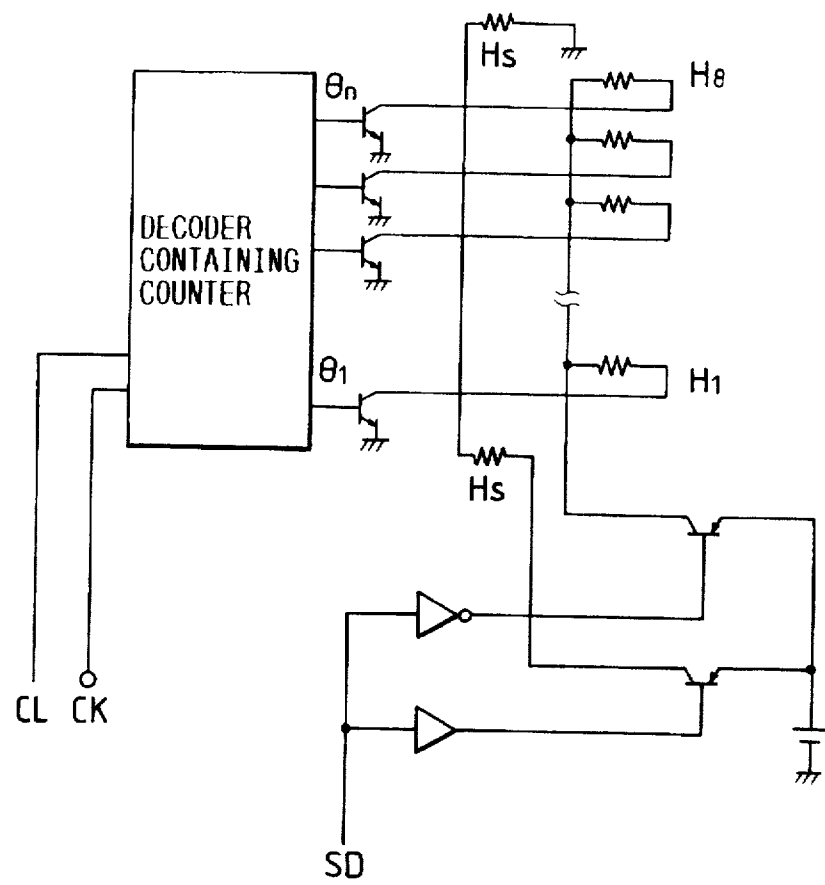 Hs
H8
θn
DECODER
CONTAINING
COUNTER
θ1
H1
Hs
CL CK
SD